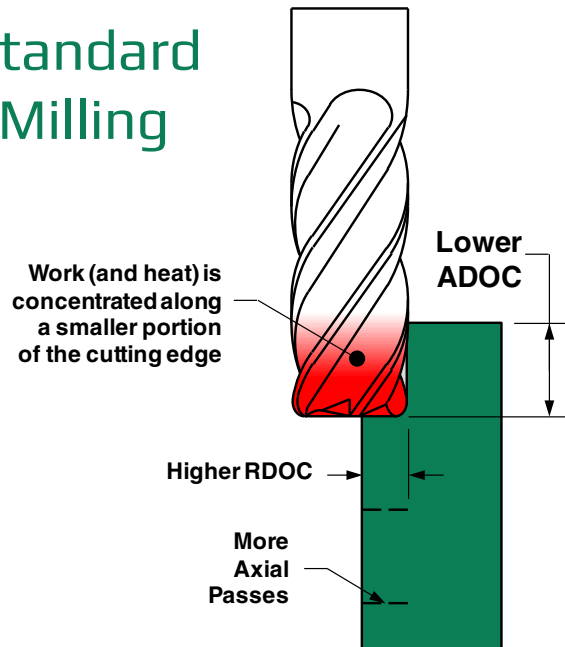 tandard
Milling
Lower
ADOC
Work (and heat) is
concentrated along
a smaller portion
of the cutting edge
Higher RDOC
More
Axial
Passes